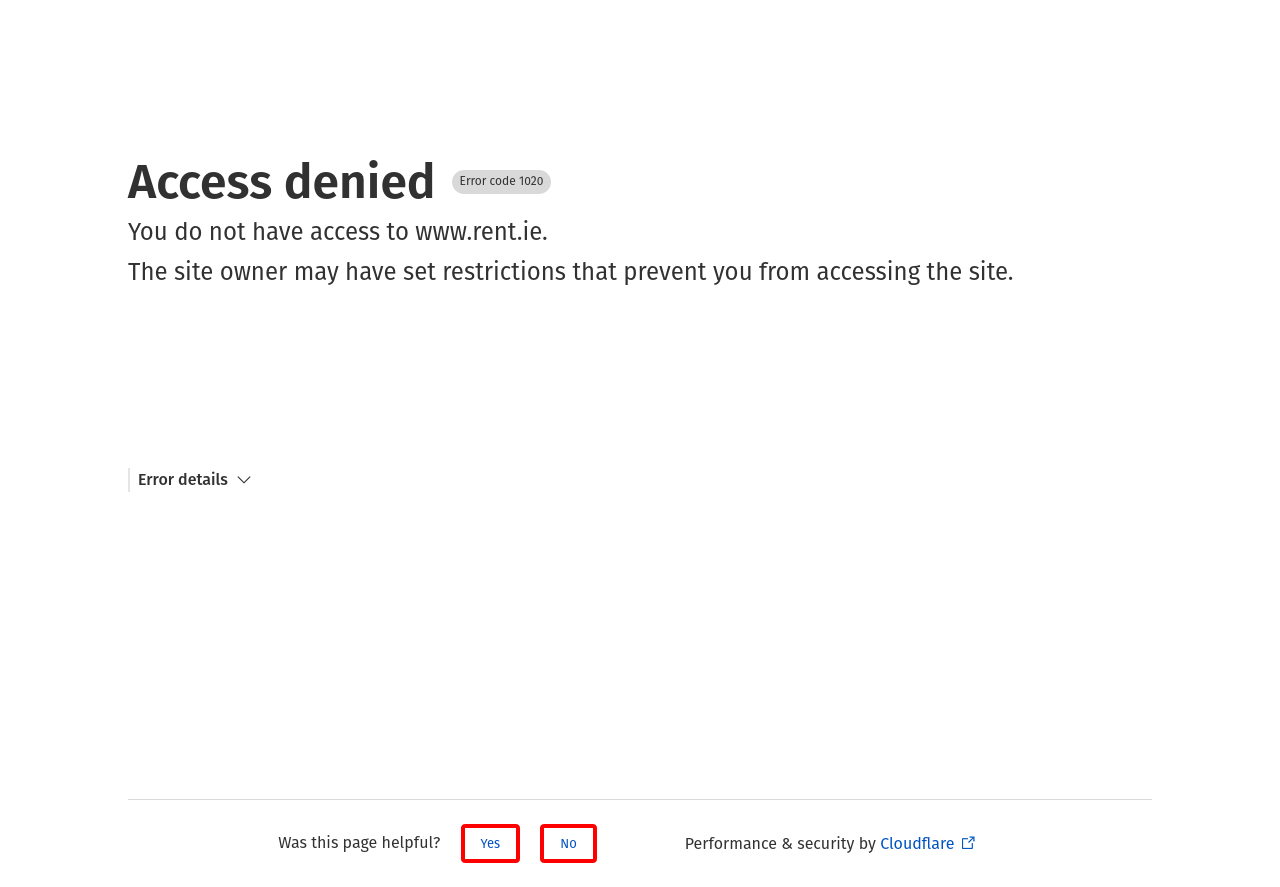 Access denied Error code 1020
You do not have access to www.rent.ie.
The site owner may have set restrictions that prevent you from accessing the site.
Error details
Was this page helpful? Yes No Performance & security by Cloudflare